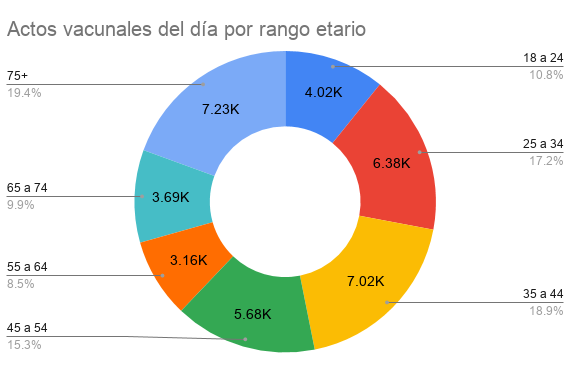 Actos vacunales del día por rango etario
18 a 24
10.8%
4.02K
25 a 34
17.2%
6.38K
35 a 44
18.9%
7.02K
45 a 54
15.3%
5.68K
55 a 64
8.5%
3.16K
65 a 74
9.9%
3.69K
75+
19.4%
7.23K